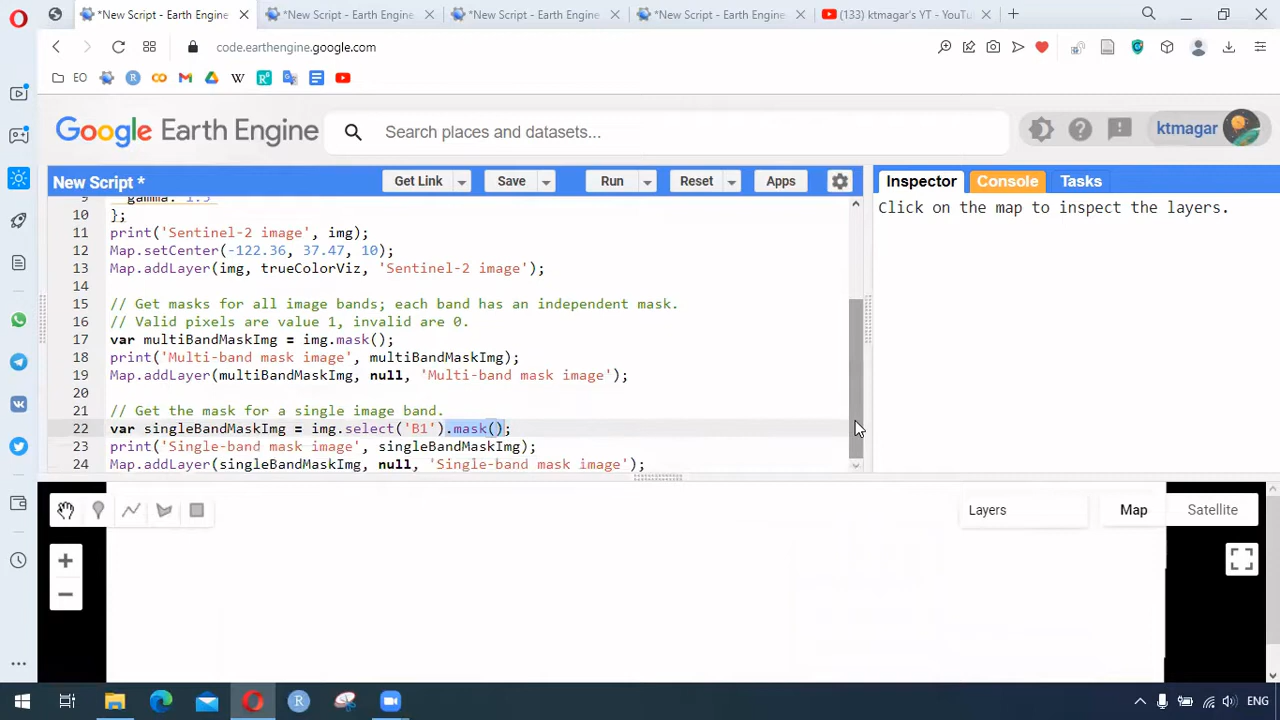 *New Script - Earth Engine
*New Script - Earth Engine
*New Script - Earth Engine
*New Script - Earth Engine
(133) ktmagar's YT - YouTu
code.earthengine.google.com
EO
Google Earth Engine
Search places and datasets...
ktmagar
New Script *
Get Link
Save
Run
Reset
Apps
Inspector
Console
Tasks
9 gamma: 1.5
10 };
11 print('Sentinel-2 image', img);
12 Map.setCenter(-122.36, 37.47, 10);
13 Map.addLayer(img, trueColorViz, 'Sentinel-2 image');
14
15 // Get masks for all image bands; each band has an independent mask.
16 // Valid pixels are value 1, invalid are 0.
17 var multiBandMaskImg = img.mask();
18 print('Multi-band mask image', multiBandMaskImg);
19 Map.addLayer(multiBandMaskImg, null, 'Multi-band mask image');
20
21 // Get the mask for a single image band.
22 var singleBandMaskImg = img.select('B1').mask();
23 print('Single-band mask image', singleBandMaskImg);
24 Map.addLayer(singleBandMaskImg, null, 'Single-band mask image');
Click on the map to inspect the layers.
Layers
Map
Satellite
ENG